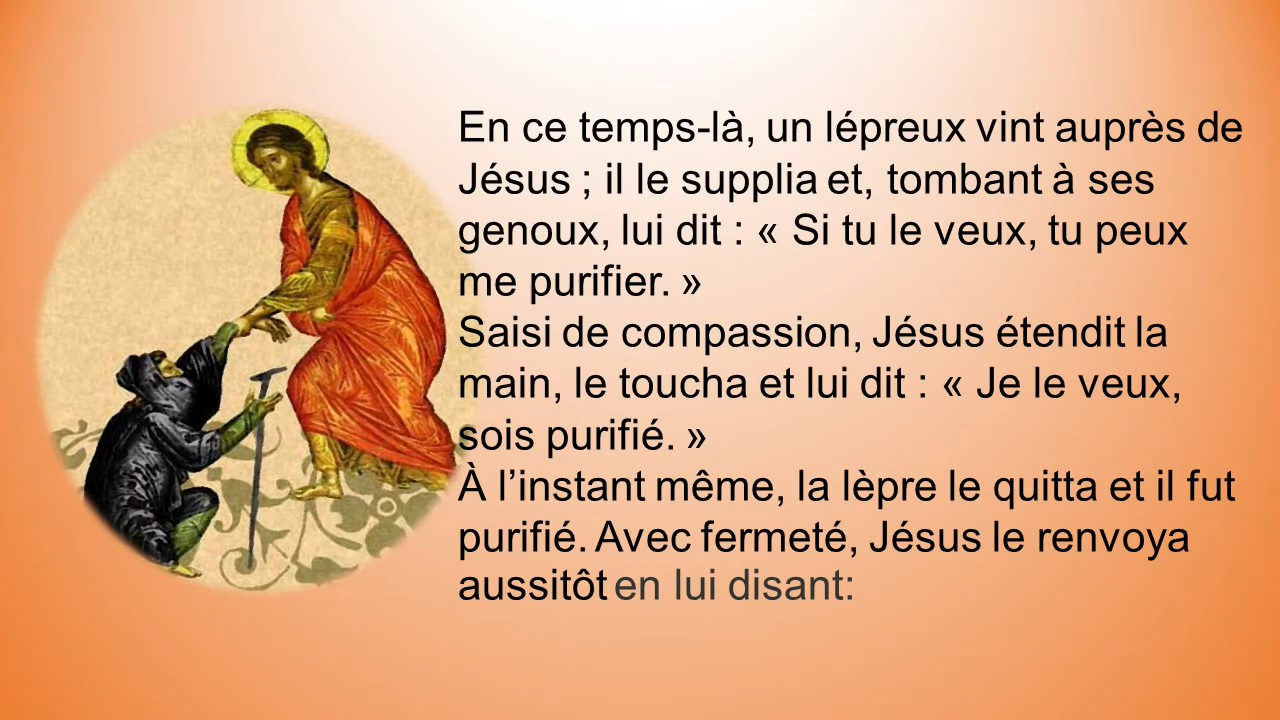 En ce temps-là, un lépreux vint auprès de
Jésus ; il le supplia et, tombant à ses
genoux, lui dit : « Si tu le veux, tu peux
me purifier. »
Saisi de compassion, Jésus étendit la
main, le toucha et lui dit : « Je le veux,
sois purifié. »
À l’instant même, la lèpre le quitta et il fut
purifié. Avec fermeté, Jésus le renvoya
aussitôt en lui disant: